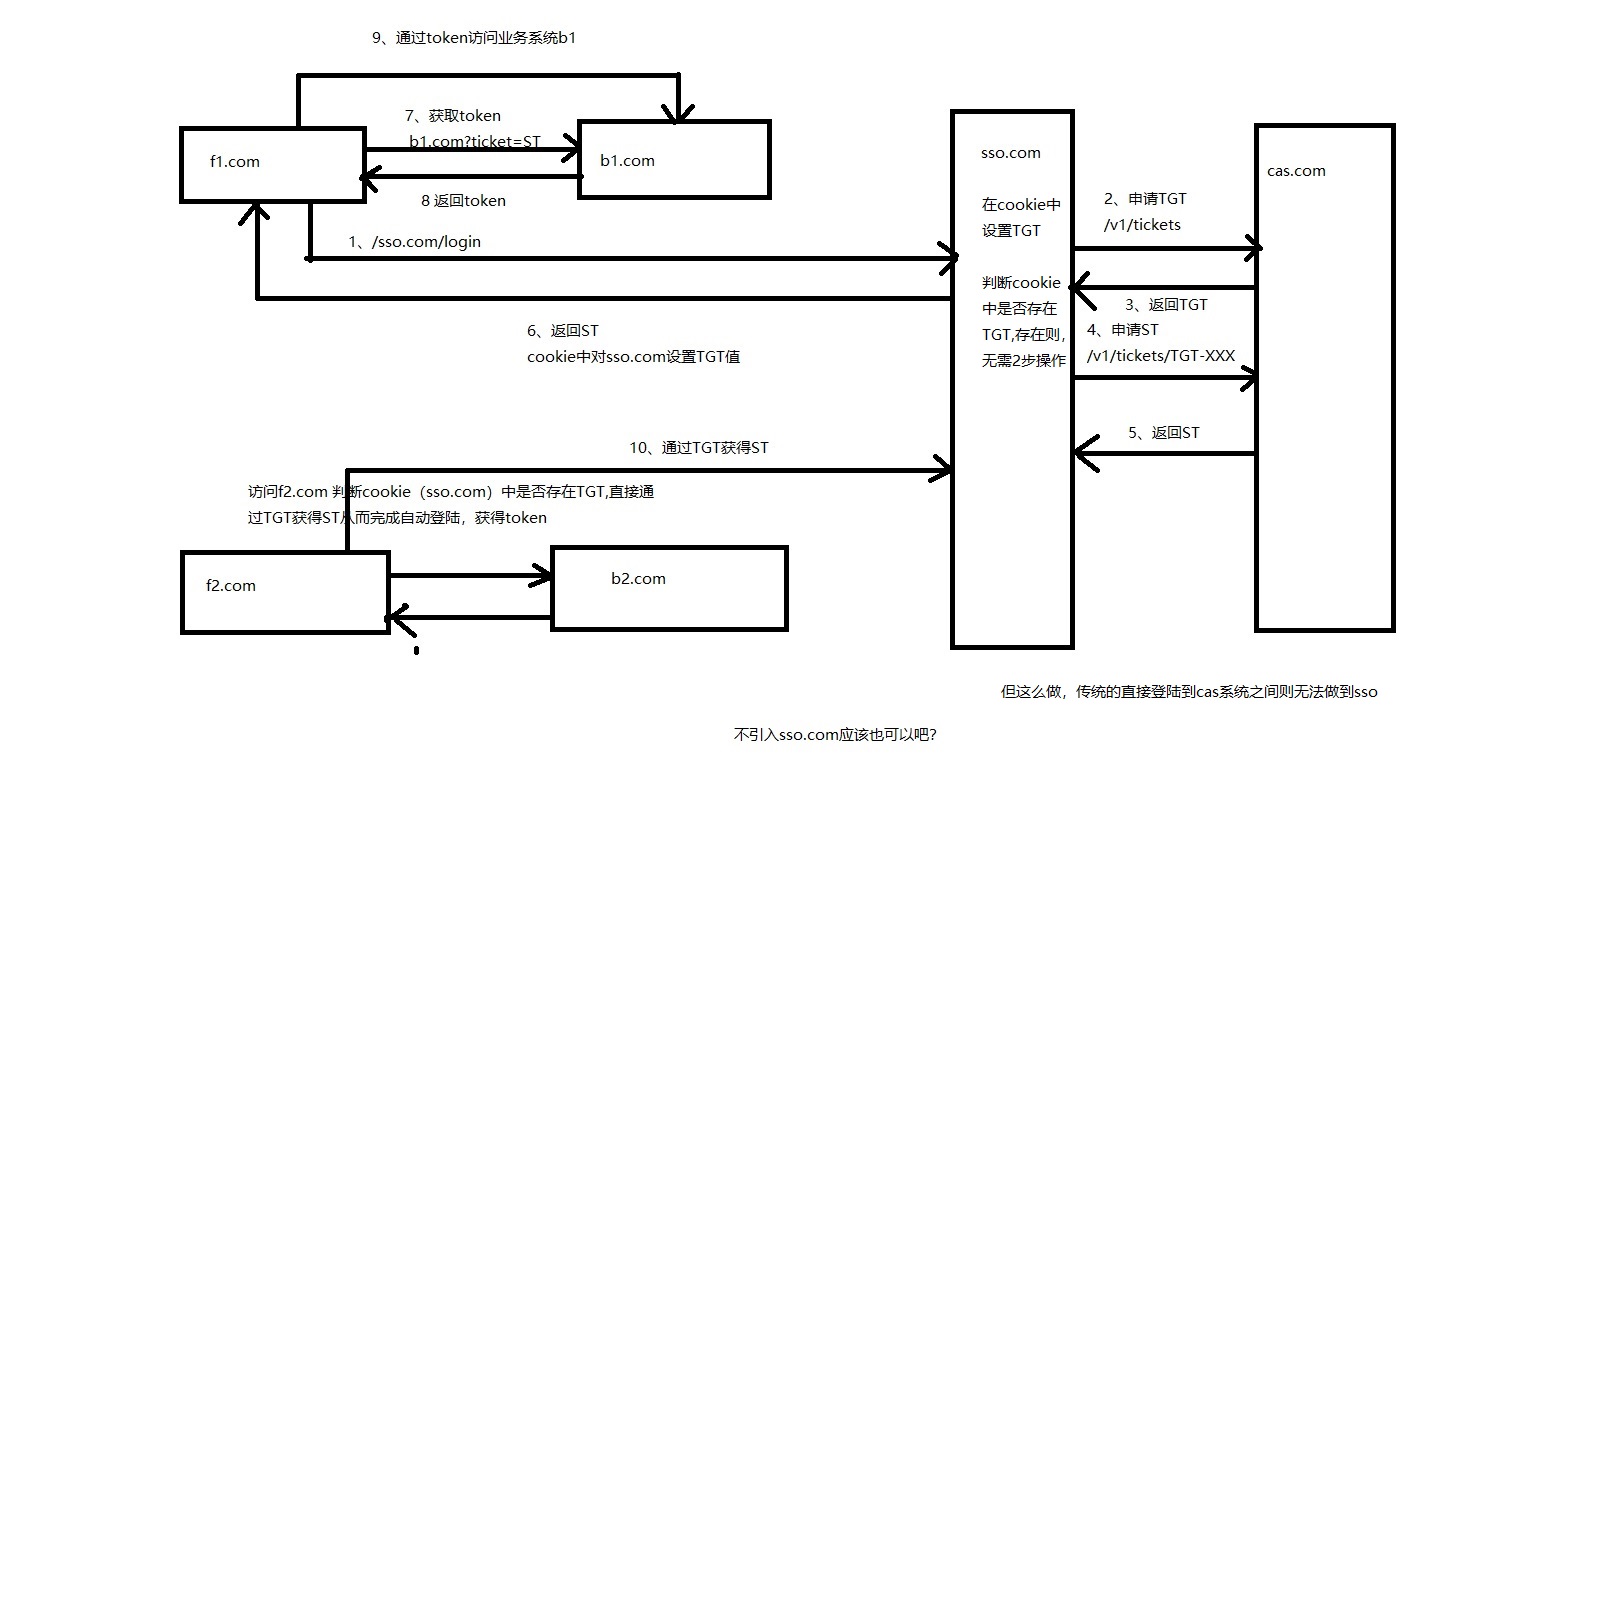 9、通过token访问业务系统b1
7、获取token
b1.com?ticket=ST
f1.com
b1.com
8 返回token
1、/sso.com/login
6、返回ST
cookie中对sso.com设置TGT值
sso.com
在cookie中
设置TGT
判断cookie
中是否存在
TGT,存在则，
无需2步操作
cas.com
2、申请TGT
/v1/tickets
3、返回TGT
4、申请ST
/v1/tickets/TGT-XXX
5、返回ST
10、通过TGT获得ST
访问f2.com 判断cookie（sso.com）中是否存在TGT,直接通
过TGT获得ST从而完成自动登陆，获得token
f2.com
b2.com
但这么做，传统的直接登陆到cas系统之间则无法做到sso
不引入sso.com应该也可以吧？